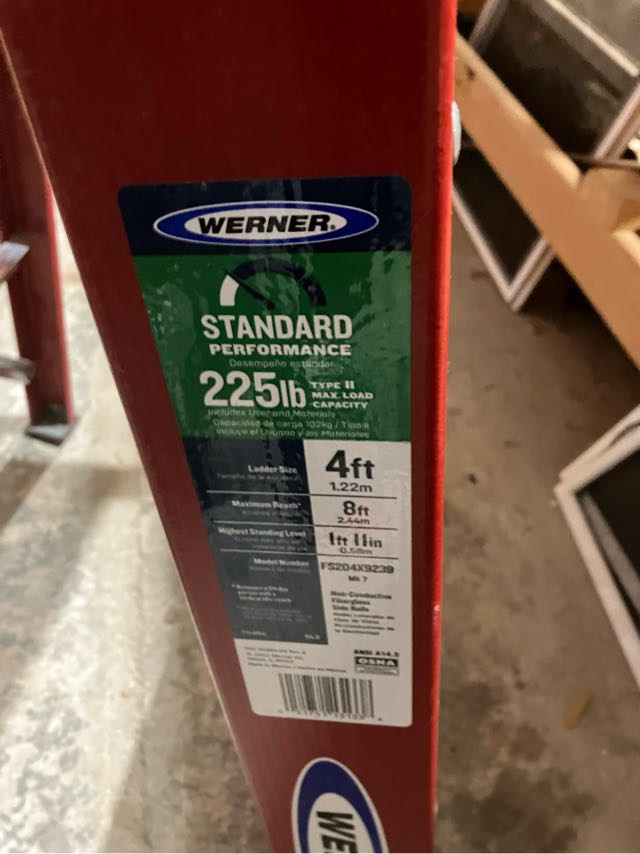 WERNER.
STANDARD
PERFORMANCE
Desempeño estándar
225lb TYPE II
MAX. LOAD
CAPACITY
Includes User and Materials
Capacidad de carga 102kg / Tipo II
Incluye el Usuario y los Materiales
Ladder Size 4ft
1.22m
Maximum Reach* 8ft
2.44m
Highest Standing Level 1ft 11in
0.58m
Model Number FS204X9239
MK 7
Non-Conductive
Fiberglass
Side Rails
ANSI A14.5
OSHA
WE